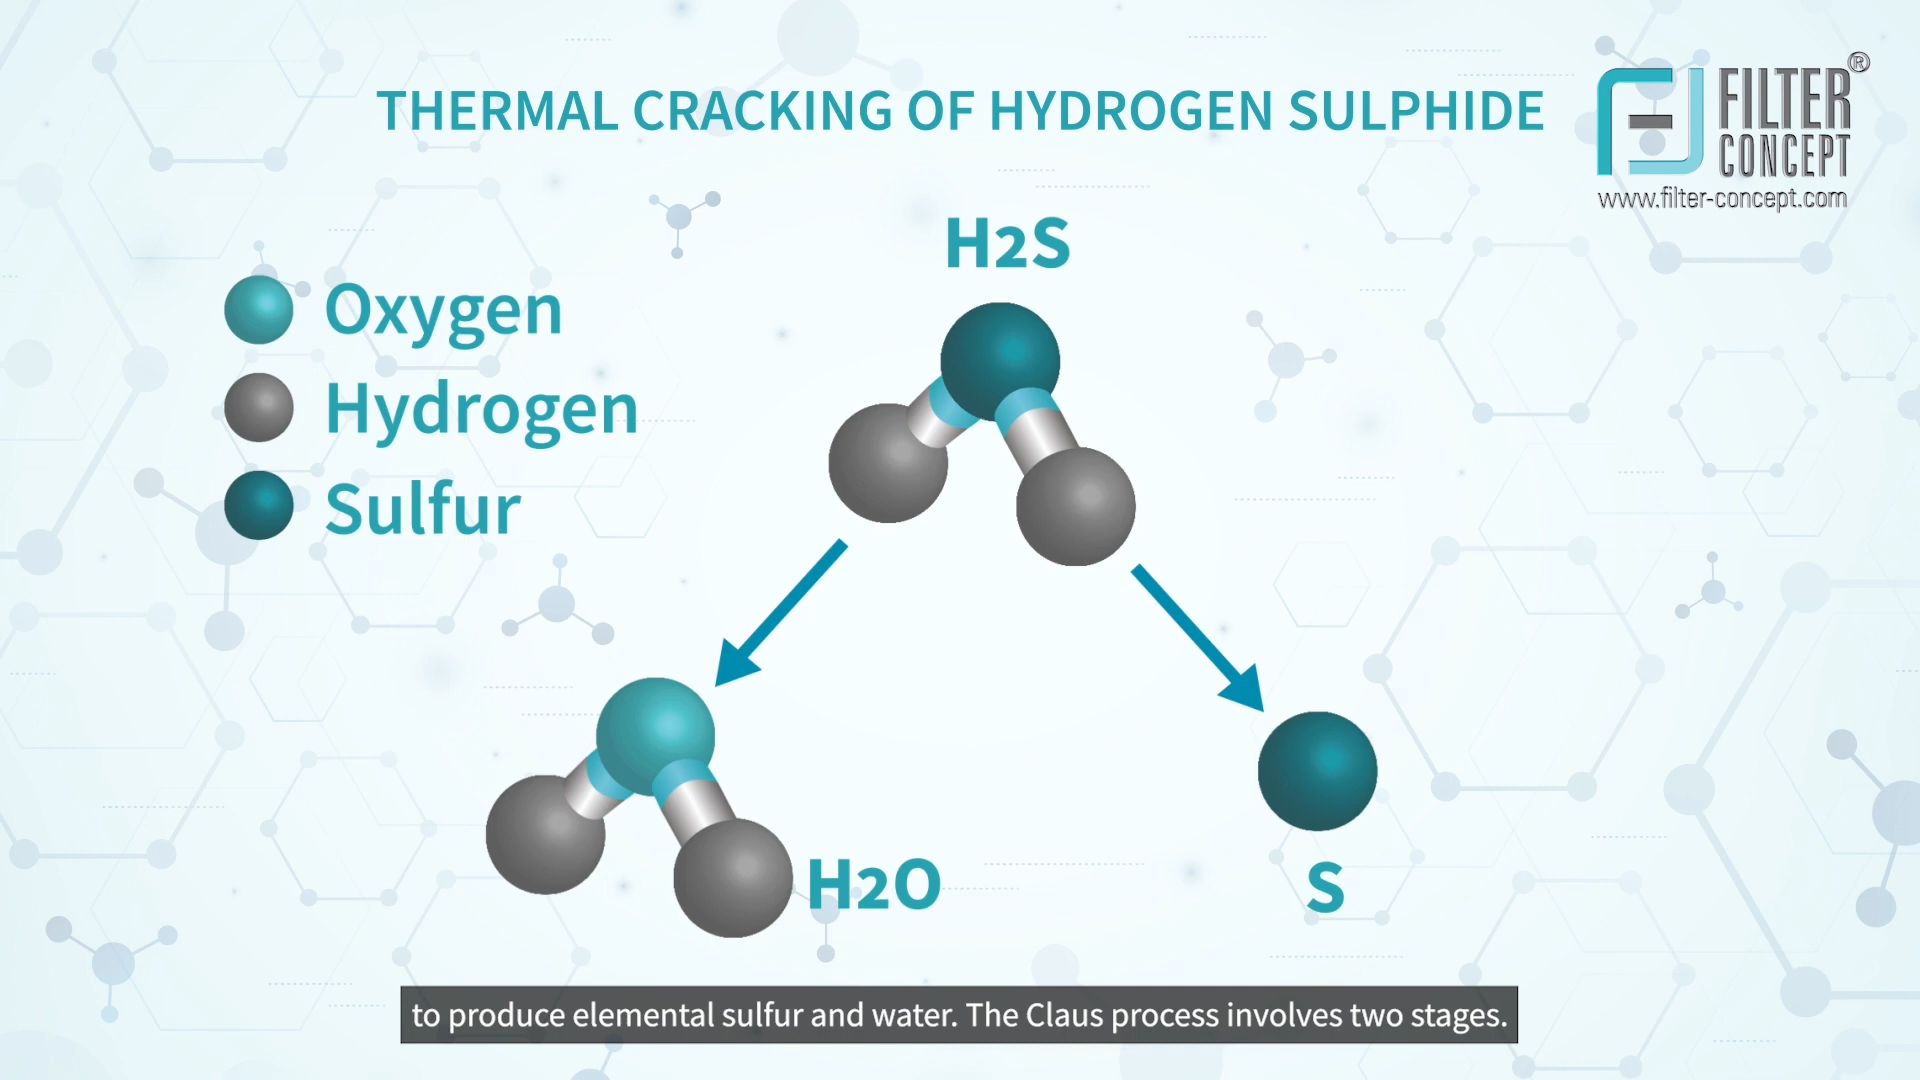 THERMAL CRACKING OF HYDROGEN SULPHIDE
FILTER®
CONCEPT
www.filter-concept.com
H2S
Oxygen
Hydrogen
Sulfur
H2O
S
to produce elemental sulfur and water. The Claus process involves two stages.